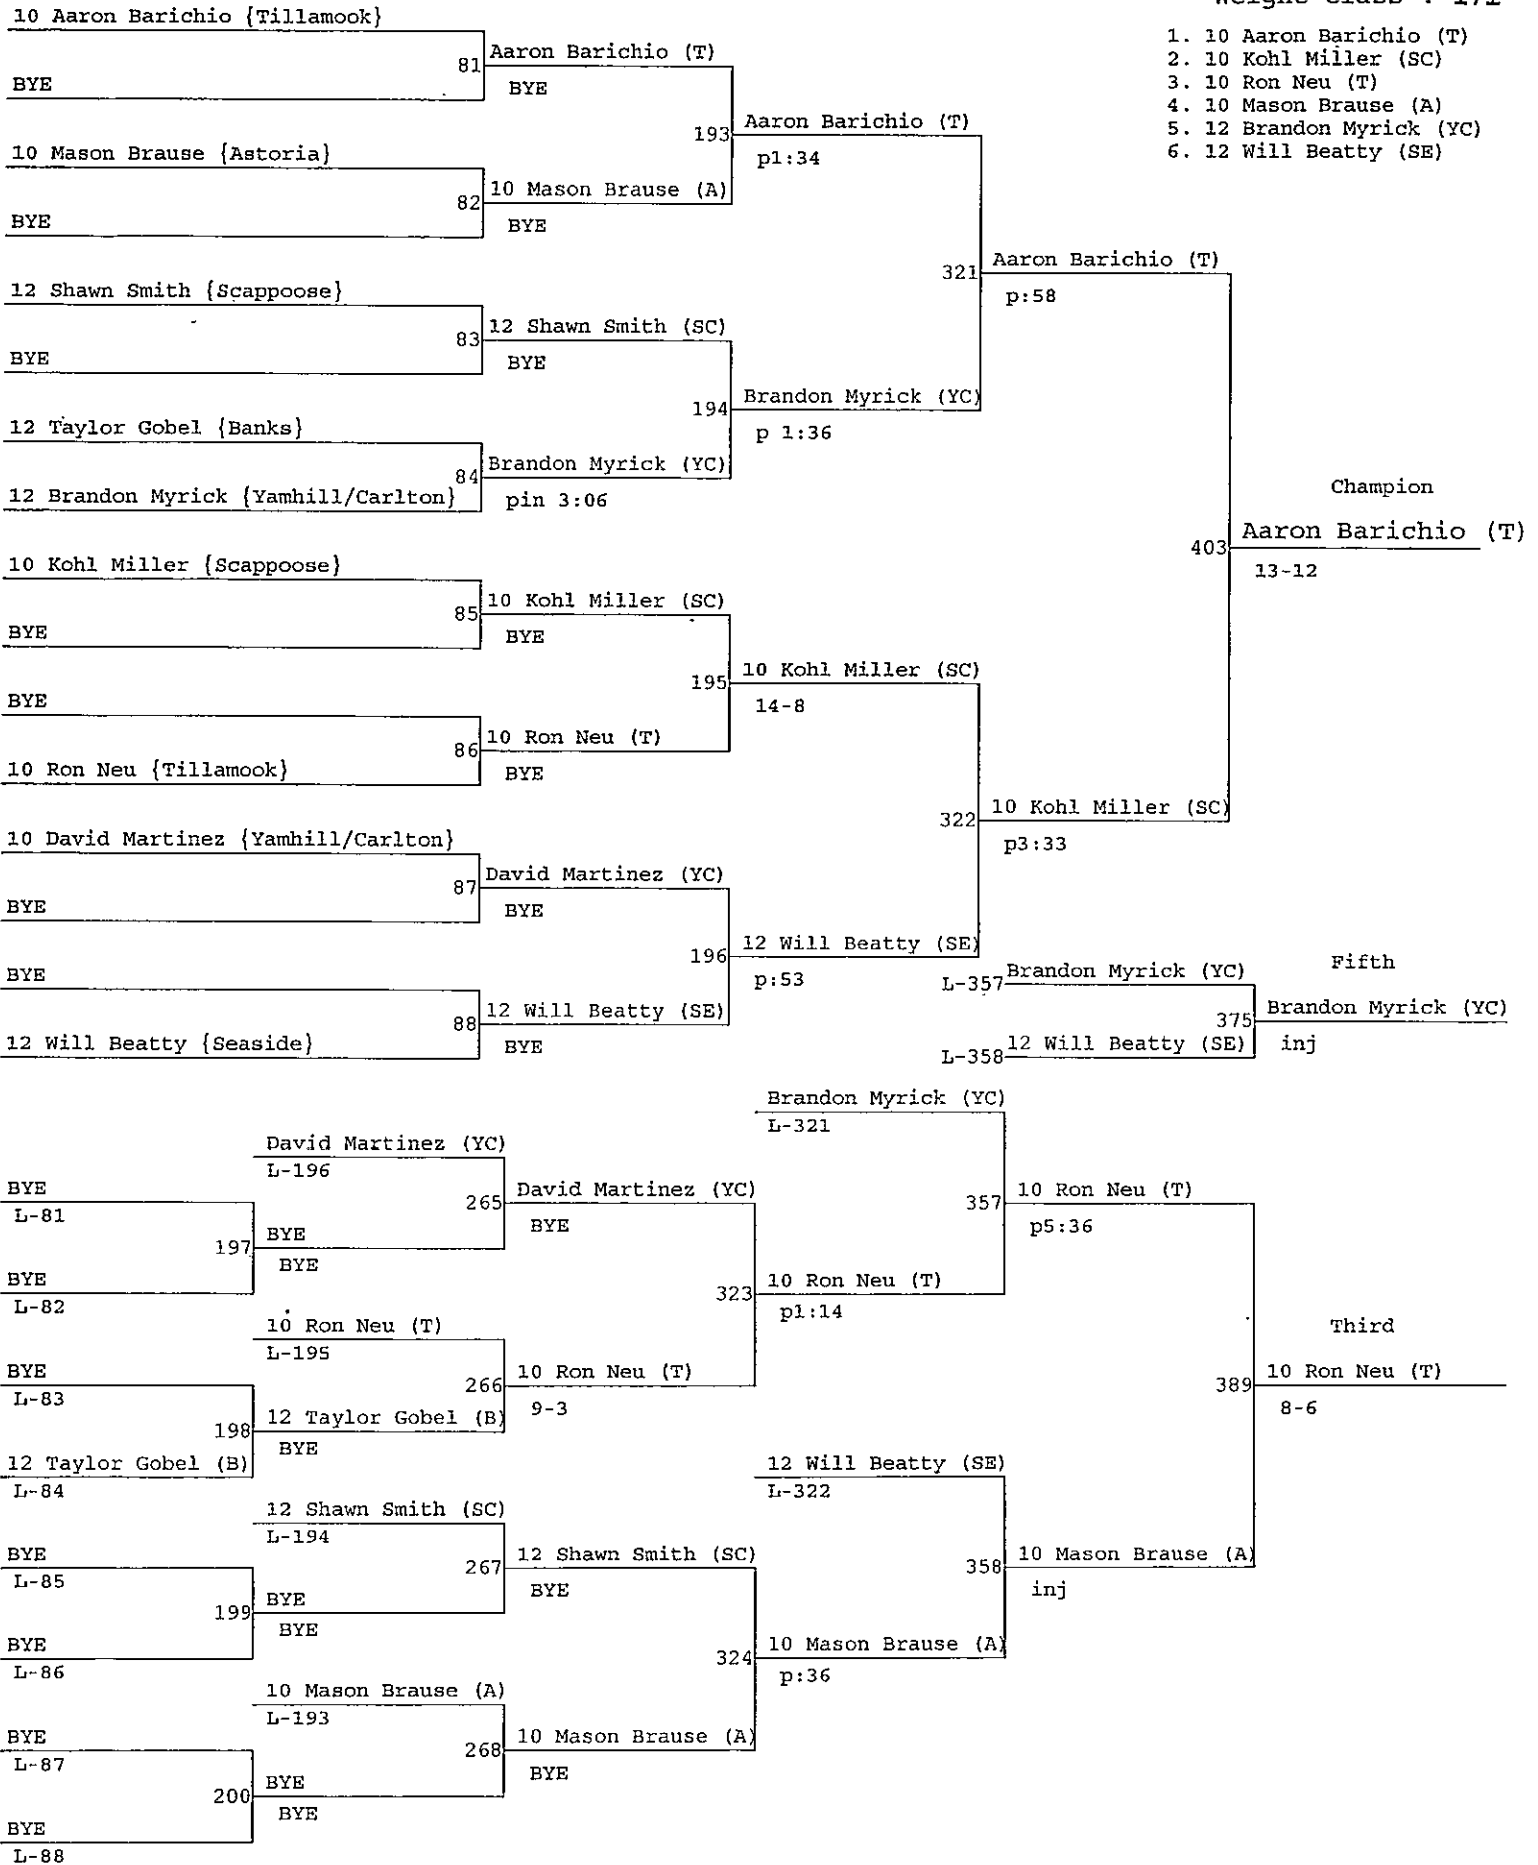 Weight Class : 171
1. 10 Aaron Barichio (T)
2. 10 Kohl Miller (SC)
3. 10 Ron Neu (T)
4. 10 Mason Brause (A)
5. 12 Brandon Myrick (YC)
6. 12 Will Beatty (SE)
10 Aaron Barichio {Tillamook}
81
BYE
Aaron Barichio (T)
BYE
10 Mason Brause {Astoria}
82
BYE
10 Mason Brause (A)
BYE
193
Aaron Barichio (T)
p1:34
12 Shawn Smith {Scappoose}
83
BYE
12 Shawn Smith (SC)
BYE
12 Taylor Gobel {Banks}
84
12 Brandon Myrick {Yamhill/Carlton}
Brandon Myrick (YC)
pin 3:06
194
Brandon Myrick (YC)
p 1:36
321
Aaron Barichio (T)
p:58
10 Kohl Miller {Scappoose}
85
BYE
10 Kohl Miller (SC)
BYE
BYE
86
10 Ron Neu {Tillamook}
10 Ron Neu (T)
BYE
195
10 Kohl Miller (SC)
14-8
10 David Martinez {Yamhill/Carlton}
87
BYE
David Martinez (YC)
BYE
BYE
88
12 Will Beatty {Seaside}
12 Will Beatty (SE)
BYE
196
12 Will Beatty (SE)
p:53
322
10 Kohl Miller (SC)
p3:33
Champion
403
Aaron Barichio (T)
13-12
Fifth
Brandon Myrick (YC)
L-357
12 Will Beatty (SE)
L-358
375
Brandon Myrick (YC)
inj
BYE
L-81
BYE
L-82
197
David Martinez (YC)
L-196
BYE
BYE
265
David Martinez (YC)
BYE
BYE
L-83
12 Taylor Gobel (B)
L-84
198
10 Ron Neu (T)
L-195
12 Taylor Gobel (B)
BYE
266
10 Ron Neu (T)
9-3
323
10 Ron Neu (T)
p1:14
Brandon Myrick (YC)
L-321
357
10 Ron Neu (T)
p5:36
BYE
L-85
BYE
L-86
199
12 Shawn Smith (SC)
L-194
BYE
BYE
267
12 Shawn Smith (SC)
BYE
BYE
L-87
BYE
L-88
200
10 Mason Brause (A)
L-193
BYE
BYE
268
10 Mason Brause (A)
BYE
324
10 Mason Brause (A)
p:36
12 Will Beatty (SE)
L-322
358
10 Mason Brause (A)
inj
Third
389
10 Ron Neu (T)
8-6